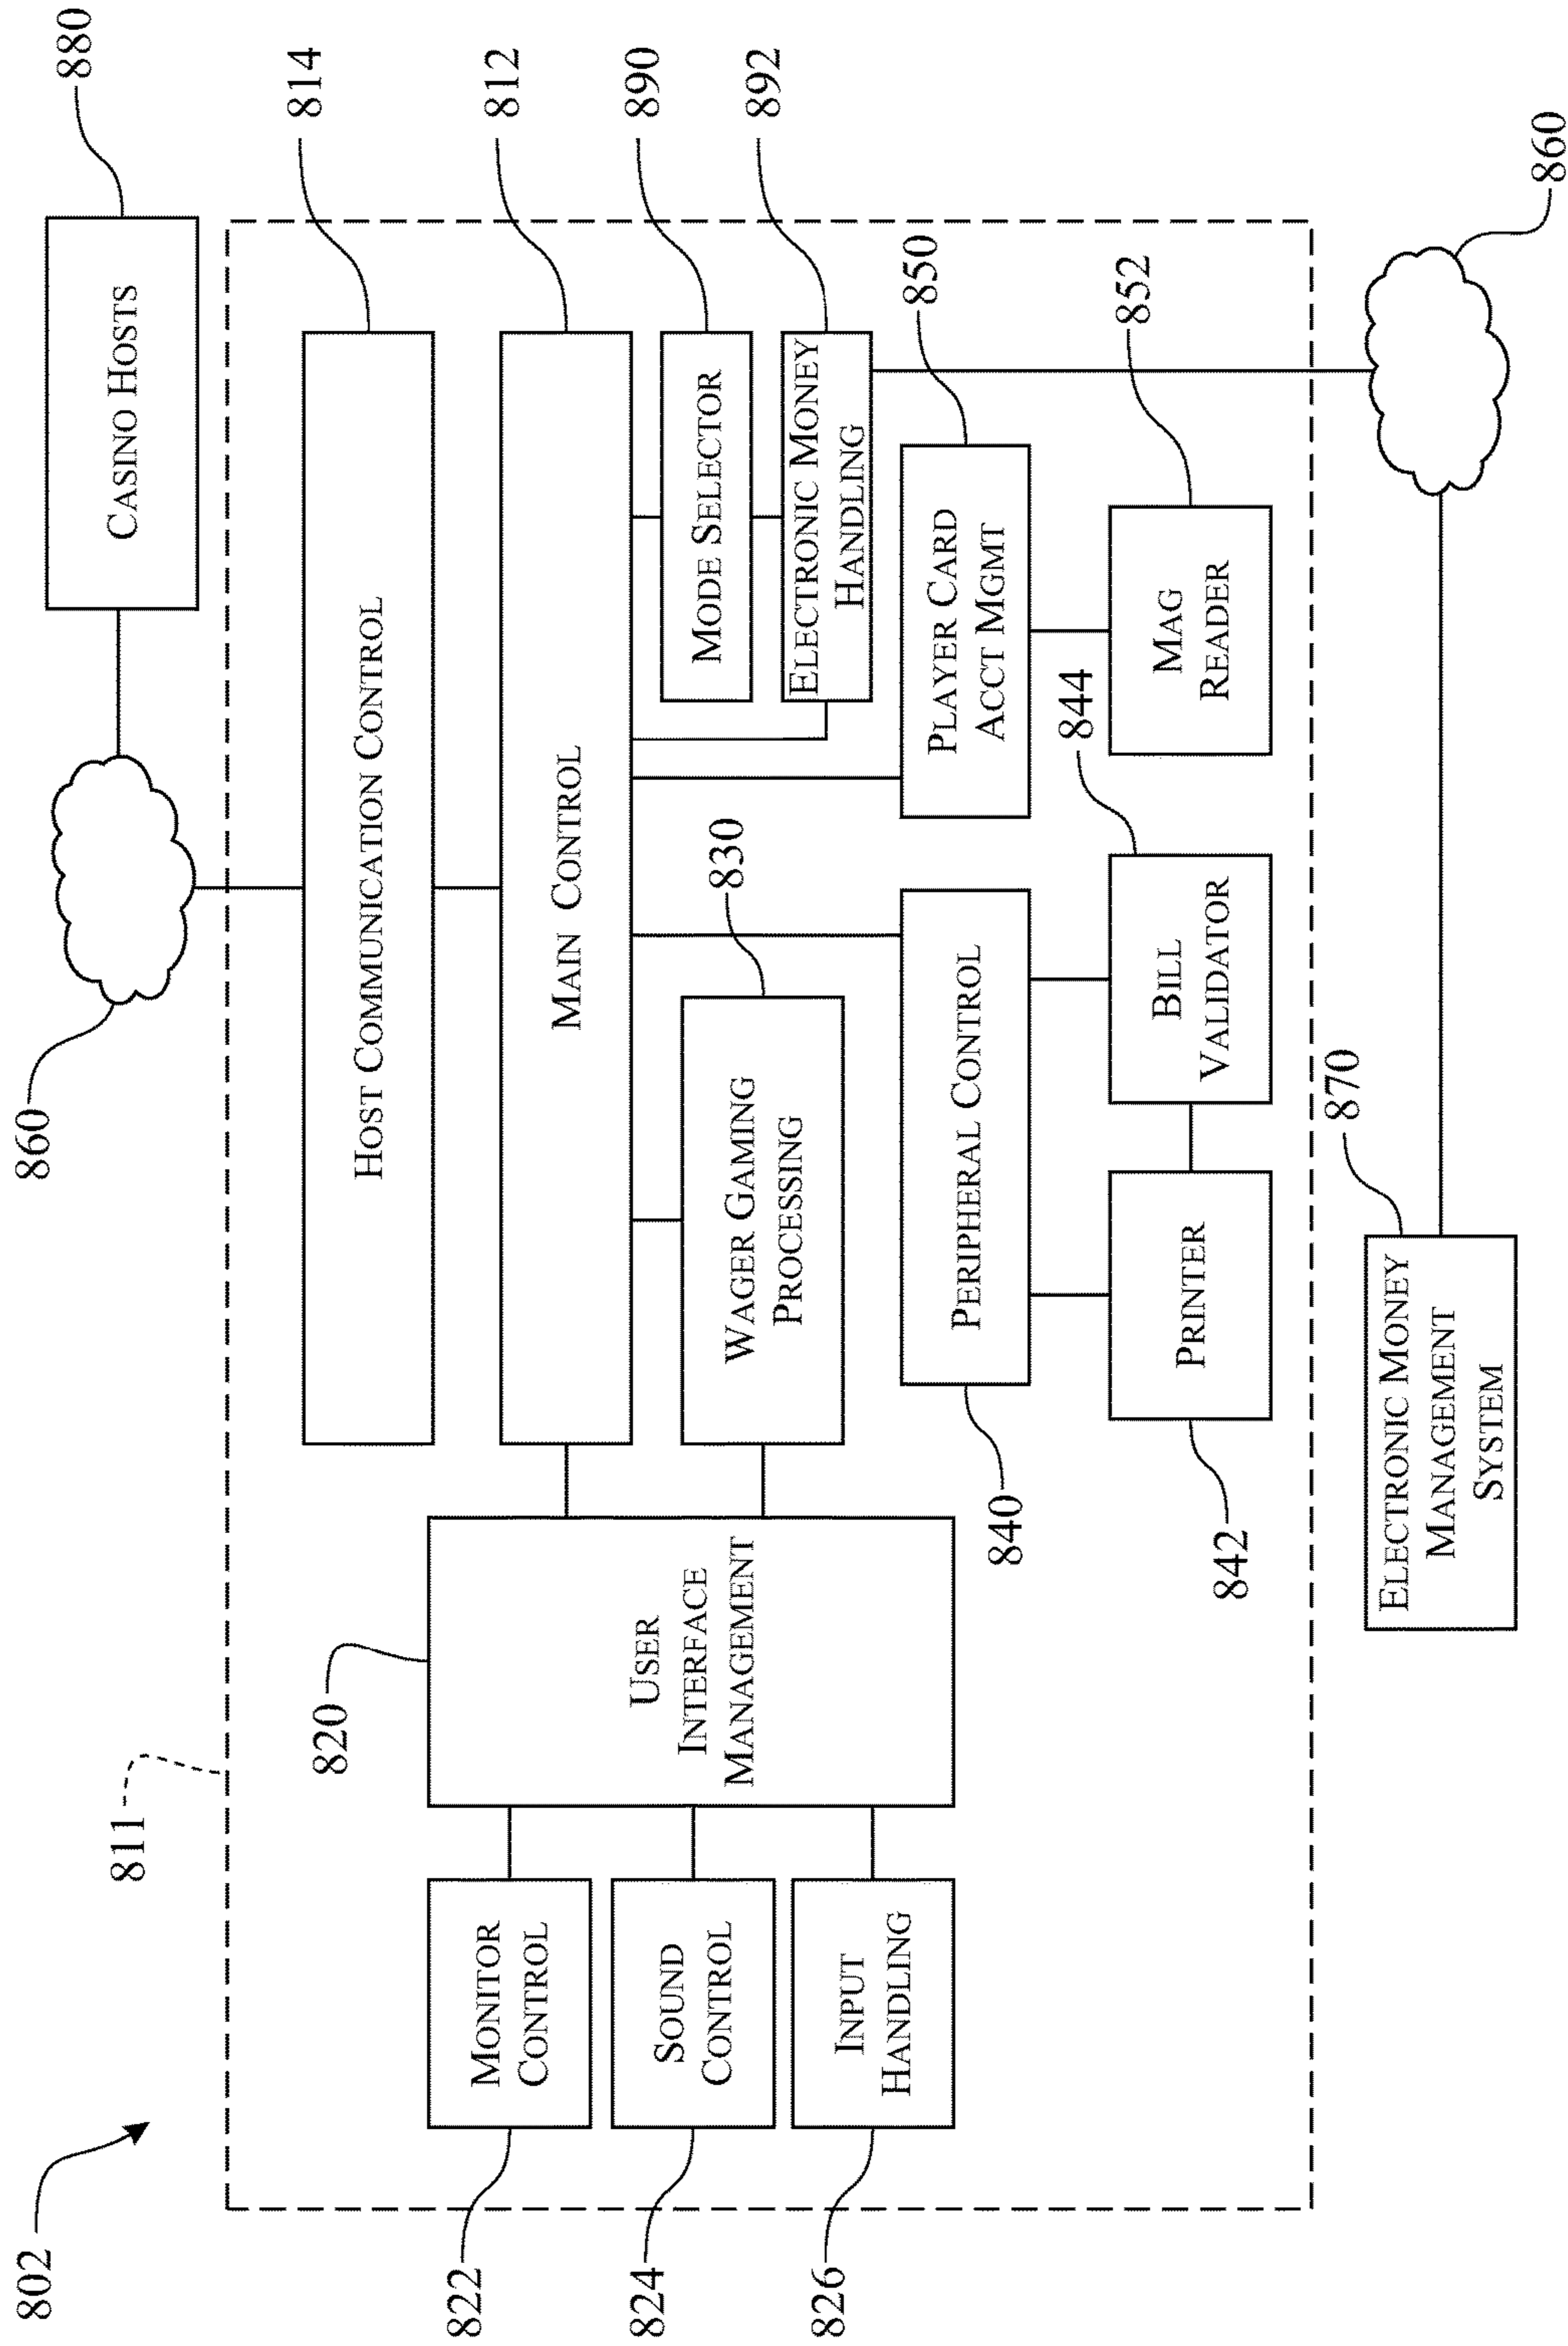 802
811
860
CASINO HOSTS
880
HOST COMMUNICATION CONTROL
814
MAIN CONTROL
812
MODE SELECTOR
890
ELECTRONIC MONEY
HANDLING
892
820
USER
INTERFACE
MANAGEMENT
MONITOR
CONTROL
822
SOUND
CONTROL
824
INPUT
HANDLING
826
WAGER GAMING
PROCESSING
830
PERIPHERAL CONTROL
840
PLAYER CARD
ACCT MGMT
850
PRINTER
842
BILL
VALIDATOR
844
MAG
READER
852
ELECTRONIC MONEY
MANAGEMENT
SYSTEM
870
860